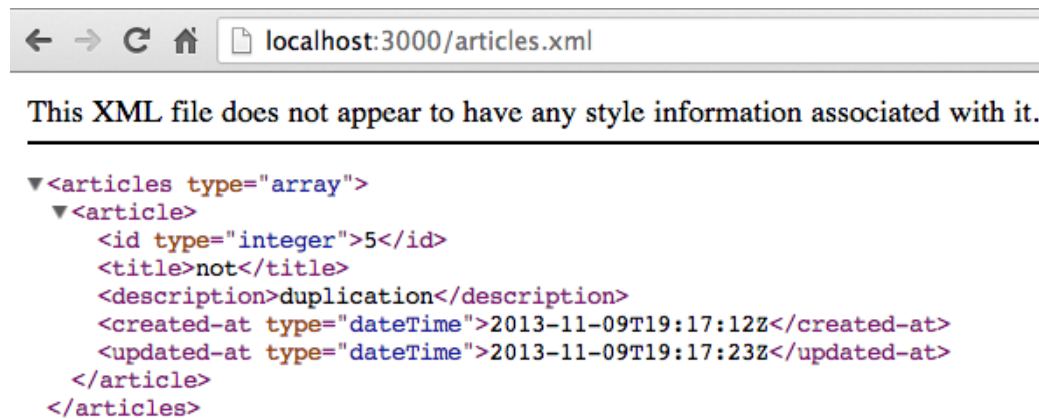 localhost:3000/articles.xml
This XML file does not appear to have any style information associated with it.
▼<articles type="array">
▼<article>
<id type="integer">5</id>
<title>not</title>
<description>duplication</description>
<created-at type="dateTime">2013-11-09T19:17:12Z</created-at>
<updated-at type="dateTime">2013-11-09T19:17:23Z</updated-at>
</article>
</articles>